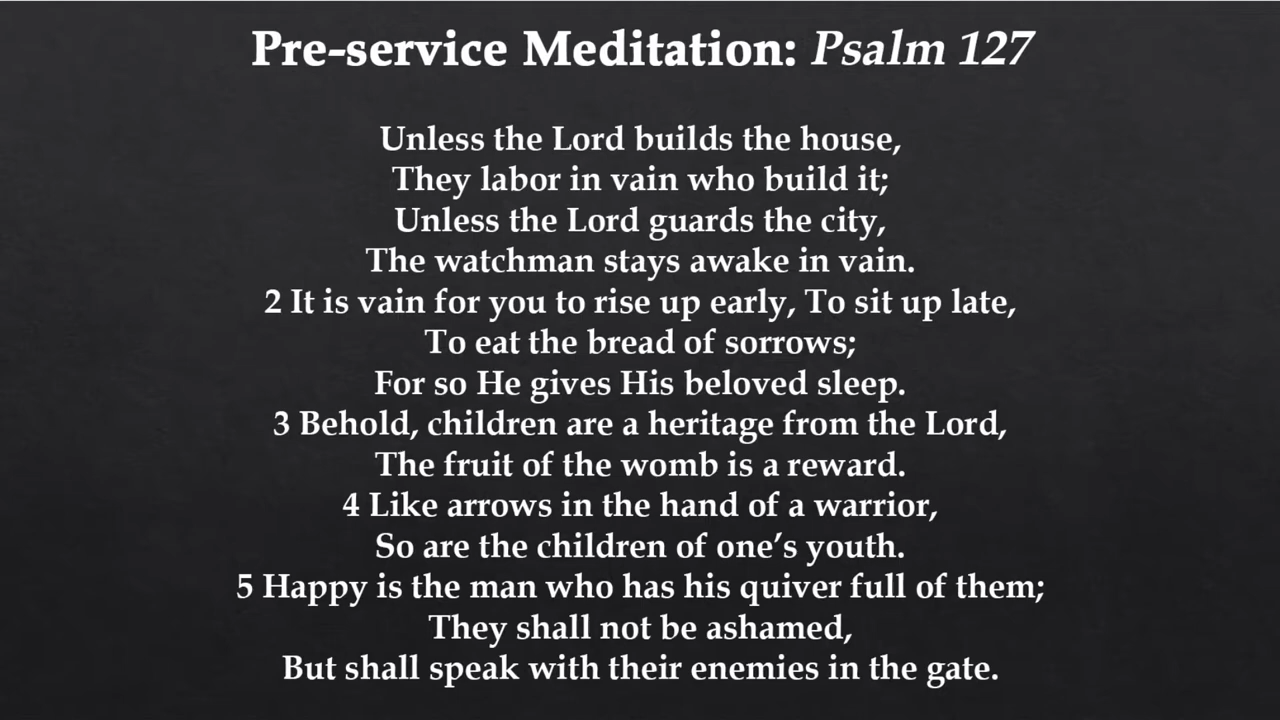 Pre-service Meditation: Psalm 127
Unless the Lord builds the house,
They labor in vain who build it;
Unless the Lord guards the city,
The watchman stays awake in vain.
2 It is vain for you to rise up early, To sit up late,
To eat the bread of sorrows;
For so He gives His beloved sleep.
3 Behold, children are a heritage from the Lord,
The fruit of the womb is a reward.
4 Like arrows in the hand of a warrior,
So are the children of one’s youth.
5 Happy is the man who has his quiver full of them;
They shall not be ashamed,
But shall speak with their enemies in the gate.